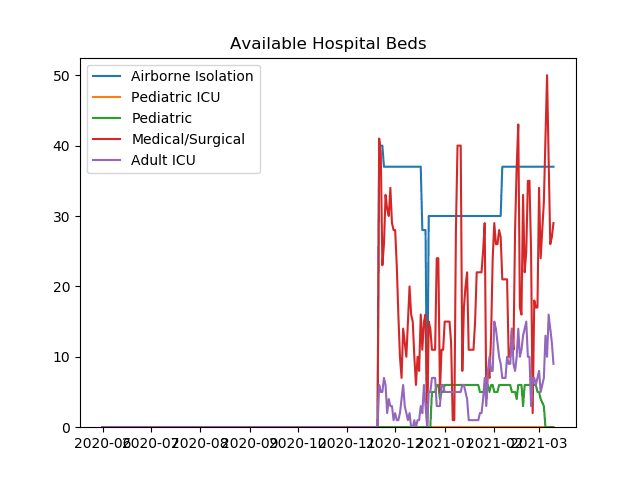 Available Hospital Beds
50
40
30
20
10
0
Airborne Isolation
Pediatric ICU
Pediatric
Medical/Surgical
Adult ICU
2020-06 2020-07 2020-08 2020-09 2020-10 2020-11 2020-12 2021-01 2021-02 2021-03